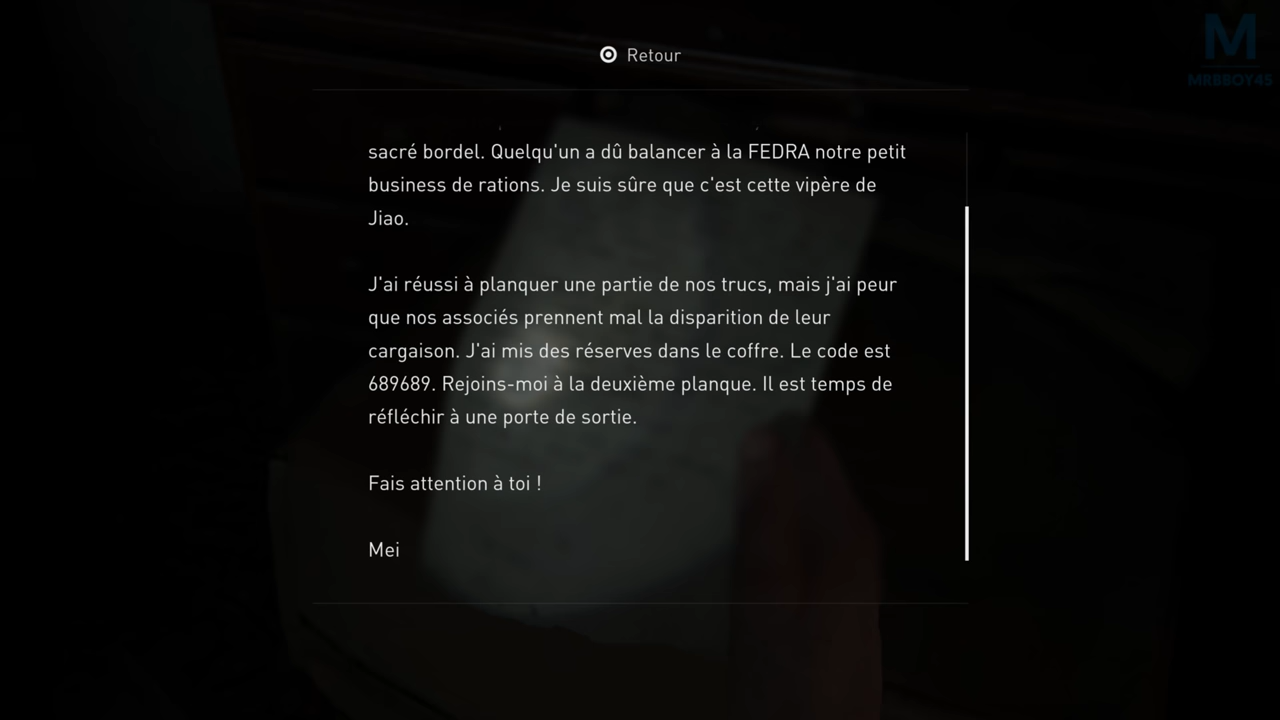 Retour
M
MRBBOY45
sacré bordel. Quelqu'un a dû balancer à la FEDRA notre petit
business de rations. Je suis sûre que c'est cette vipère de
Jiao.
J'ai réussi à planquer une partie de nos trucs, mais j'ai peur
que nos associés prennent mal la disparition de leur
cargaison. J'ai mis des réserves dans le coffre. Le code est
689689. Rejoins-moi à la deuxième planque. Il est temps de
réfléchir à une porte de sortie.
Fais attention à toi !
Mei